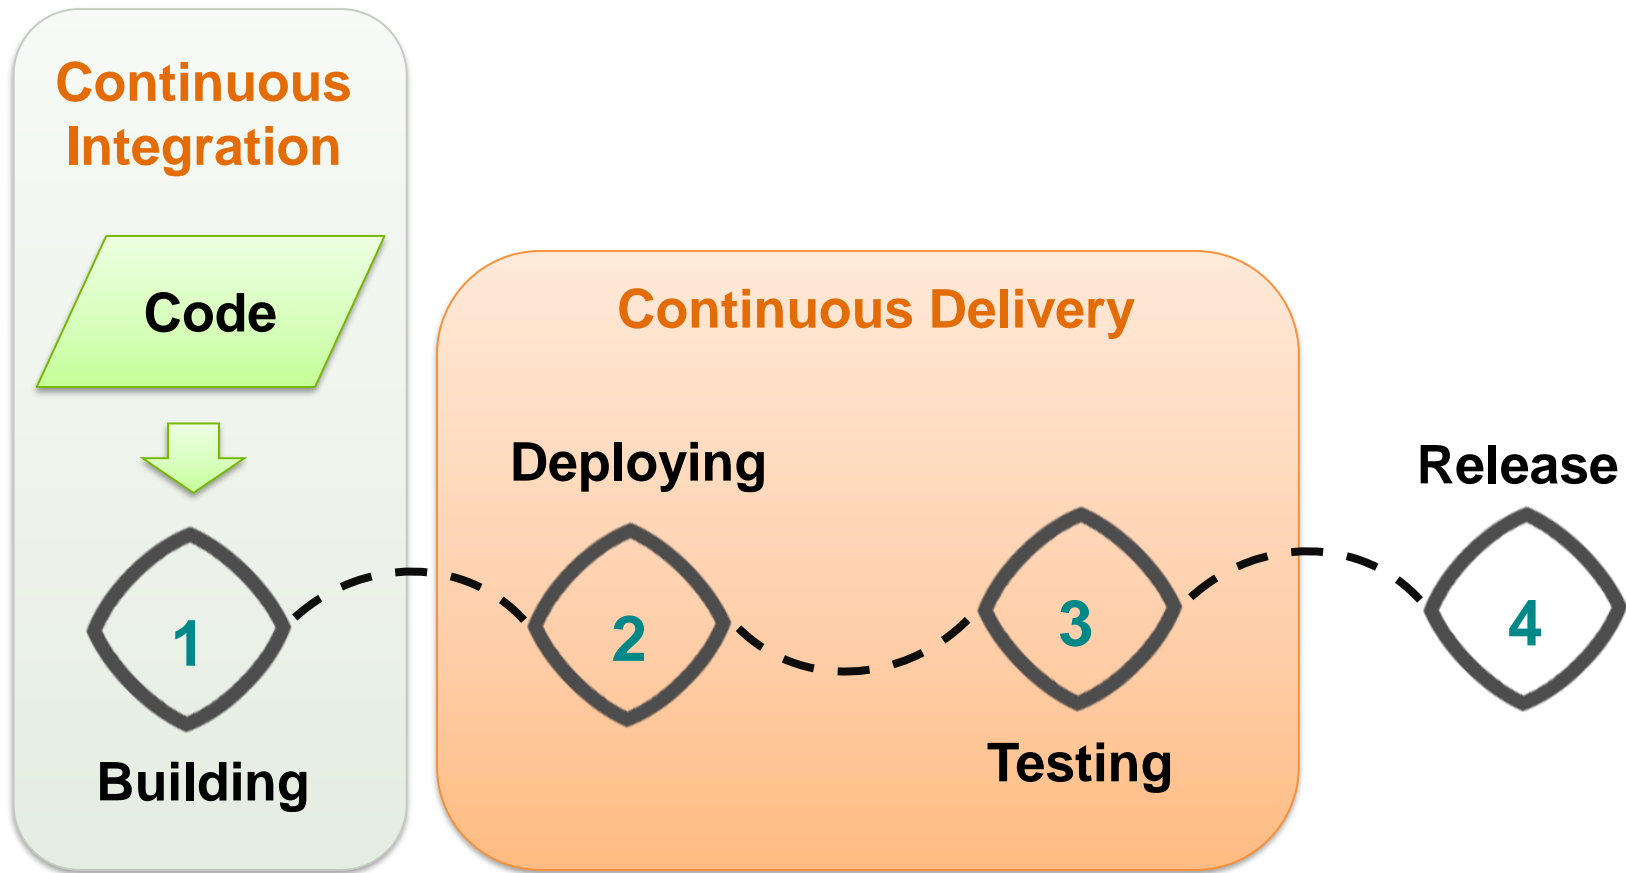 Continuous
Integration
Code
1
Building
Continuous Delivery
Deploying
2
3
Testing
Release
4